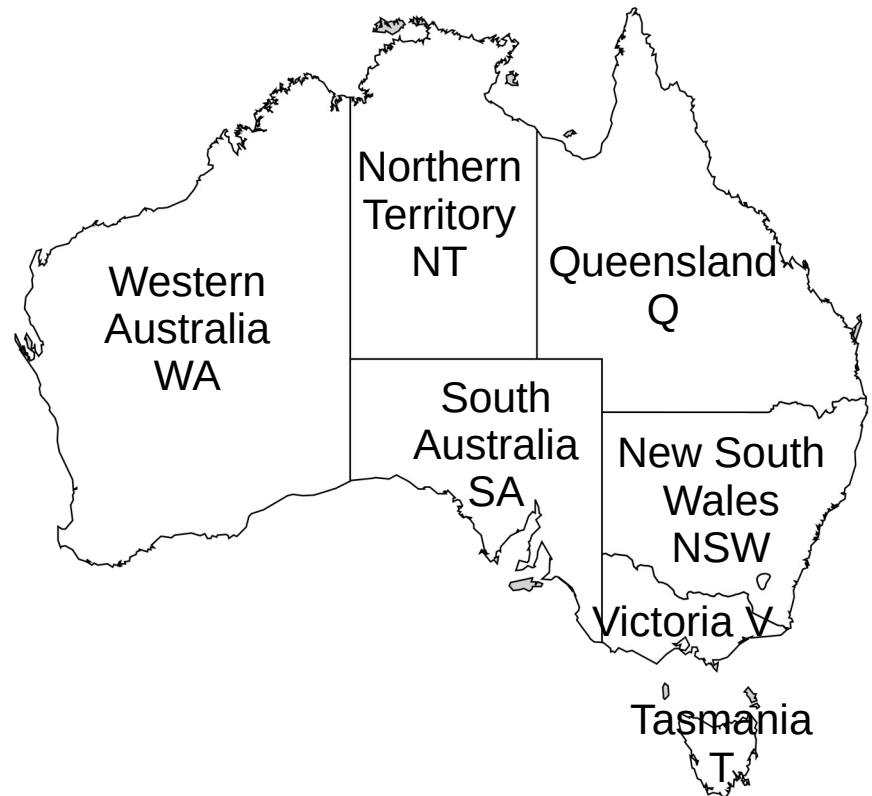 Northern
Territory
NT
Queensland
Q
Western
Australia
WA
South
Australia
SA
New South
Wales
NSW
Victoria V
Tasmania
T